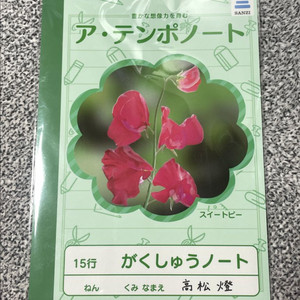 豊かな想像力を育む
SANZI
ア・テンポノート
スイートピー
15行 がくしゅうノート
ねん くみ なまえ 高松 燈